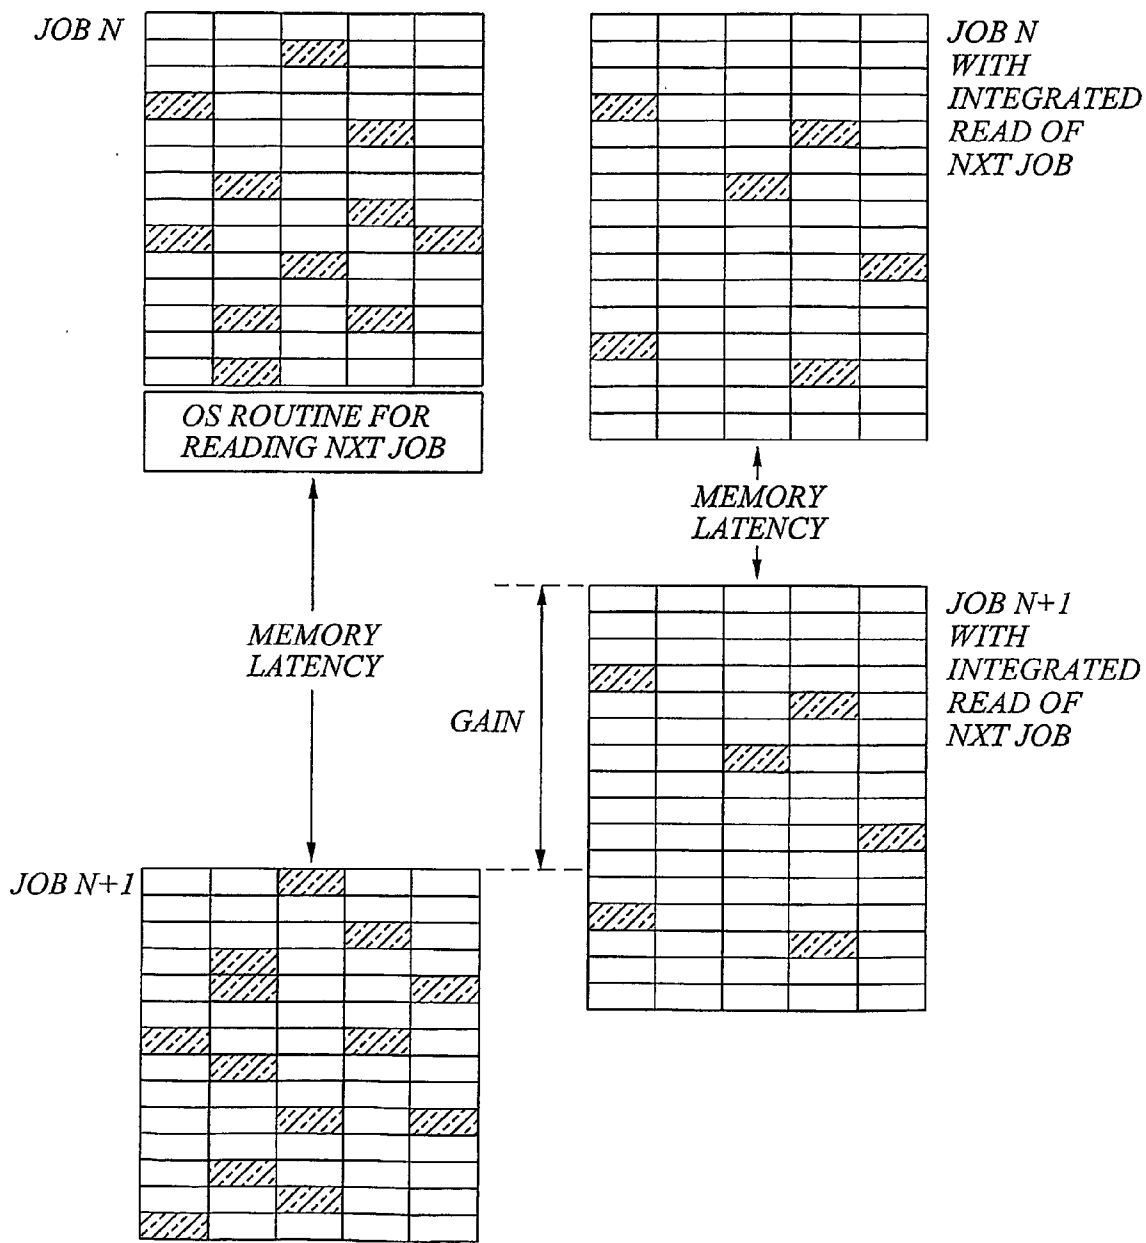 JOB N
OS ROUTINE FOR
READING NXT JOB
MEMORY
LATENCY
JOB N+1
GAIN
JOB N
WITH
INTEGRATED
READ OF
NXT JOB
MEMORY
LATENCY
JOB N+1
WITH
INTEGRATED
READ OF
NXT JOB